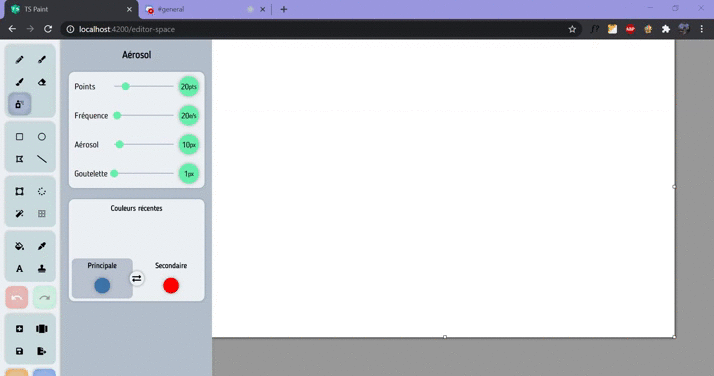 TS Paint
#general
localhost:4200/editor-space
f?
ABP
Aérosol
Points
20pts
Fréquence
20e/s
Aérosol
10px
Goutelette
1px
Couleurs récentes
Principale
Secondaire
A